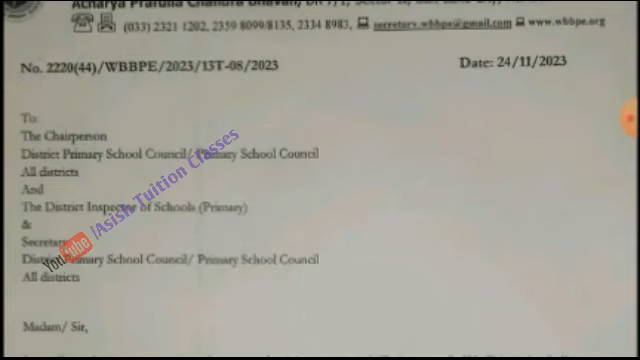 Acharya Prafulla Chandra Bhavan,
(033) 2321 1202, 2359 8099/8135, 2334 8983, secretary.wbbpe@gmail.com www.wbbpe.org
No. 2220(44)/WBBPE/2023/13T-08/2023
Date: 24/11/2023
To
The Chairperson
District Primary School Council/ Primary School Council
All districts
And
The District Inspector of Schools (Primary)
&
Secretary
District Primary School Council/ Primary School Council
All districts
Madam/ Sir,
YouTube/Asish Tuition Classes